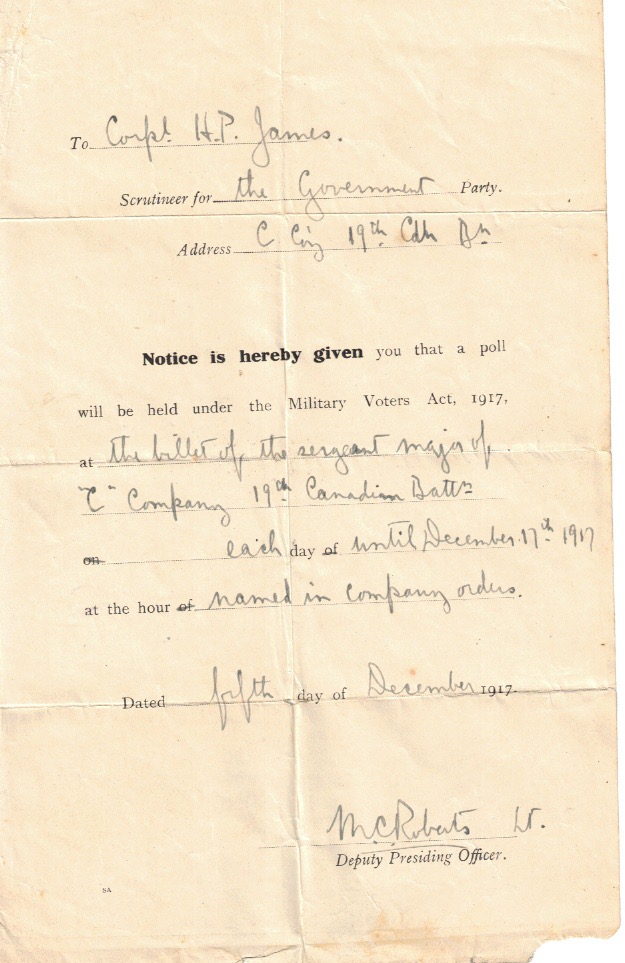 To Corpl. H.P. James.
Scrutineer for the Government Party.
Address C. Coy 19th Cdn Bn
Notice is hereby given you that a poll
will be held under the Military Voters Act, 1917,
at the billet of, the sergeant major of,
"C" Company 19th Canadian Battn
on each day of until December 17th 1917
at the hour of named in company orders.
Dated fifth day of December 1917.
M.C. Roberts Lt.
Deputy Presiding Officer.
SA